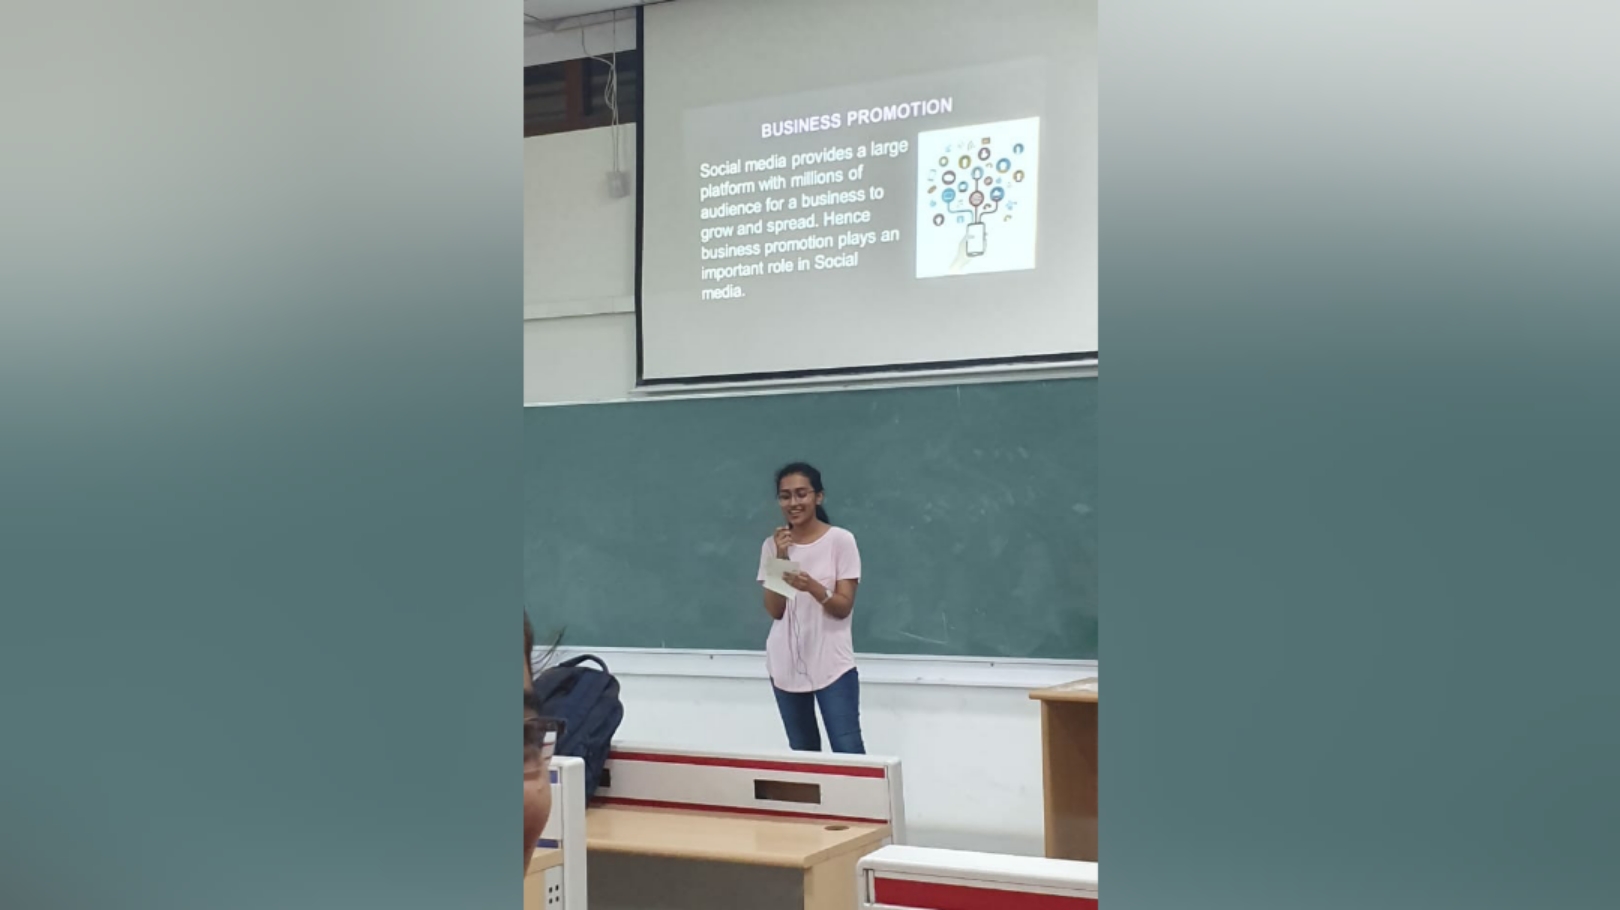 BUSINESS PROMOTION
Social media provides a large
platform with millions of
audience for a business to
grow and spread. Hence
business promotion plays an
important role in Social
media.